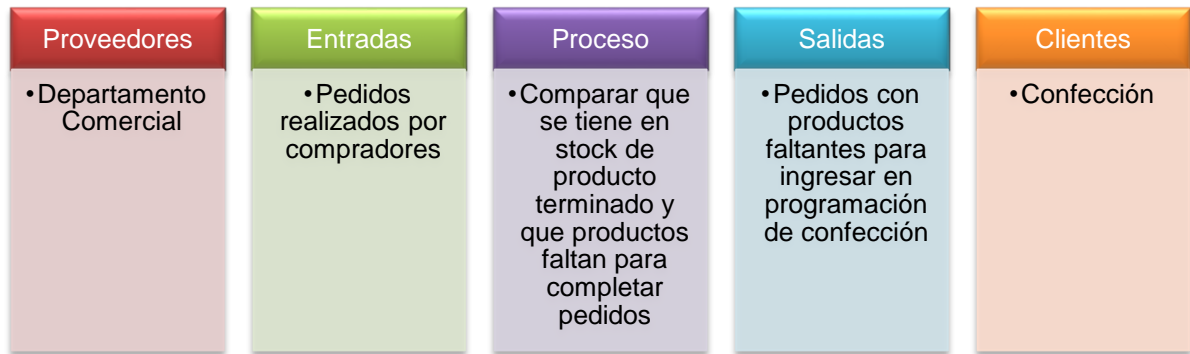 Proveedores
•Departamento
Comercial
Entradas
•Pedidos
realizados por
compradores
Proceso
•Comparar que
se tiene en
stock de
producto
terminado y
que productos
faltan para
completar
pedidos
Salidas
•Pedidos con
productos
faltantes para
ingresar en
programación
de confección
Clientes
•Confección